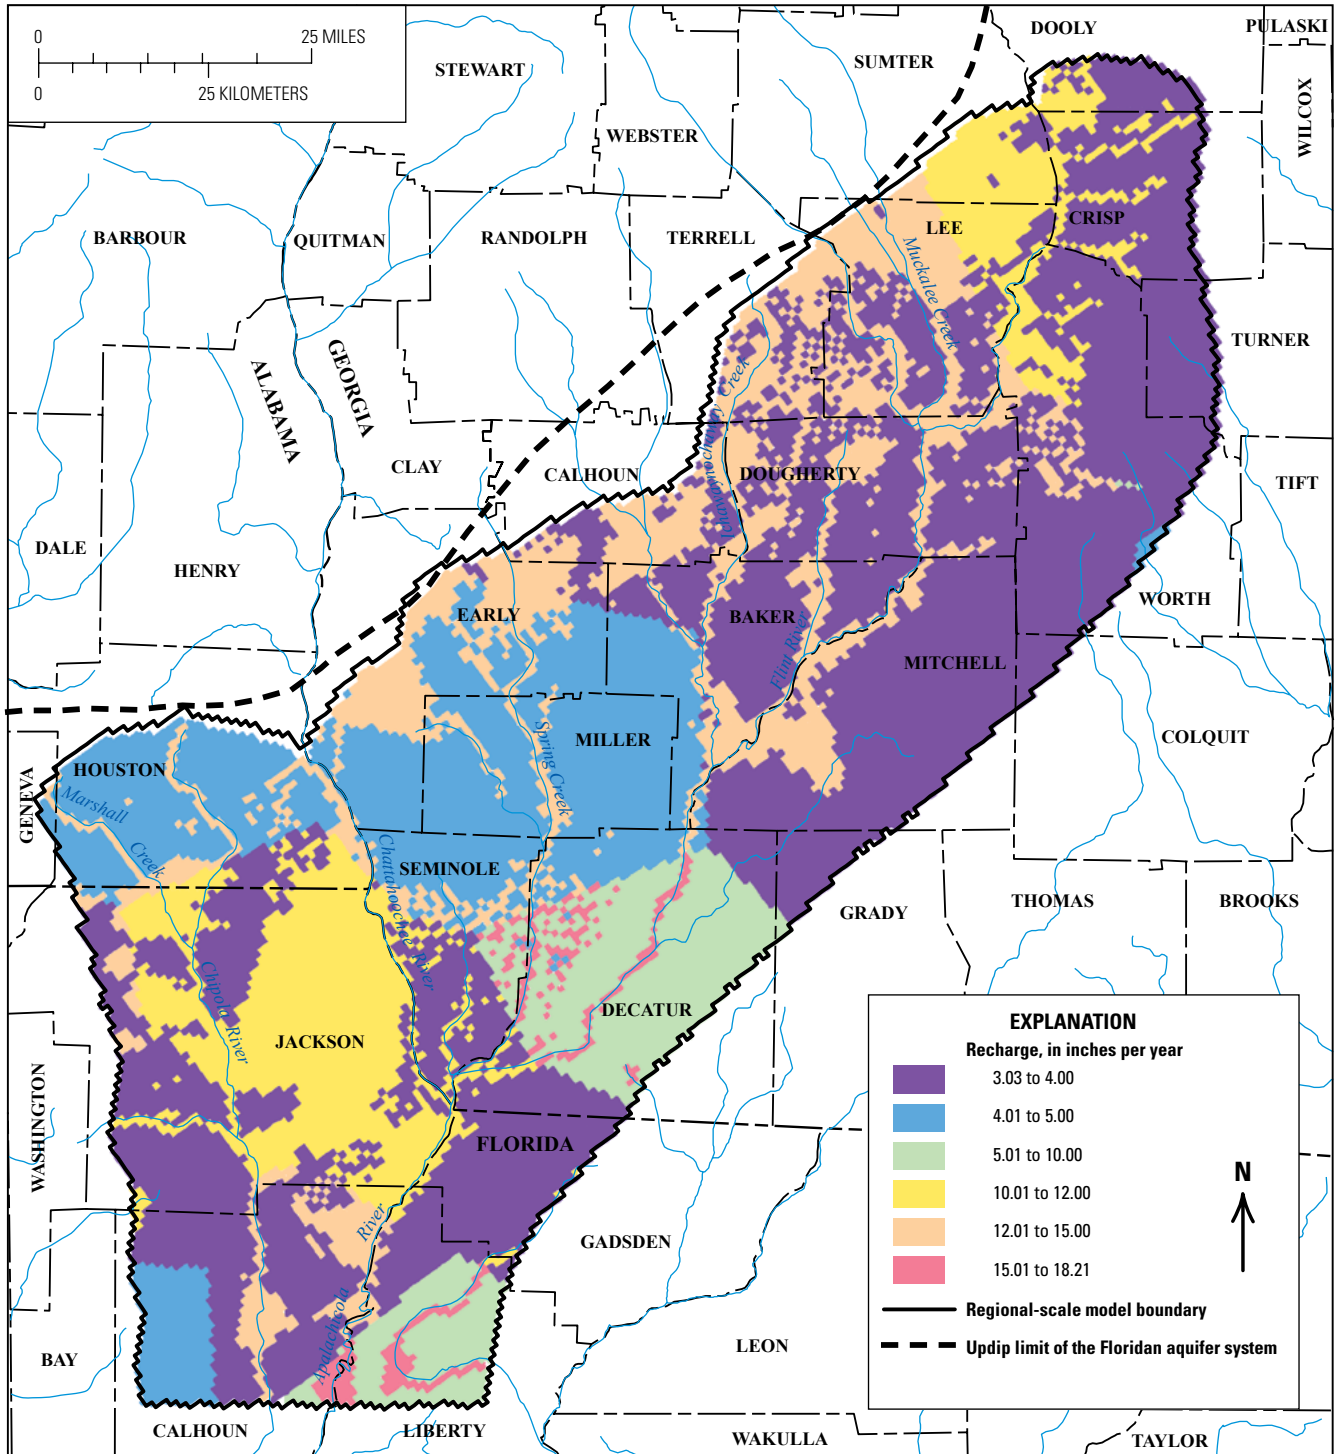 0 25 MILES
0 25 KILOMETERS
DOOLY
PULASKI
STEWART
SUMTER
WEBSTER
WILCOX
BARBOUR
QUITMAN
RANDOLPH
TERRELL
LEE
CRISP
Muckalee Creek
GEORGIA
ALABAMA
TURNER
Ichawaynochaway Creek
CLAY
CALHOUN
DOUGHERTY
TIFT
DALE
HENRY
EARLY
BAKER
WORTH
Flint River
MITCHELL
MILLER
Spring Creek
COLQUIT
HOUSTON
GENEVA
Marshall
Creek
SEMINOLE
Chattahoochee River
GRADY
THOMAS
BROOKS
Chipola River
DECATUR
JACKSON
WASHINGTON
FLORIDA
GADSDEN
Apalachicola River
LEON
BAY
CALHOUN
LIBERTY
WAKULLA
TAYLOR
EXPLANATION
Recharge, in inches per year
3.03 to 4.00
4.01 to 5.00
5.01 to 10.00
10.01 to 12.00
12.01 to 15.00
15.01 to 18.21
Regional-scale model boundary
Updip limit of the Floridan aquifer system
N